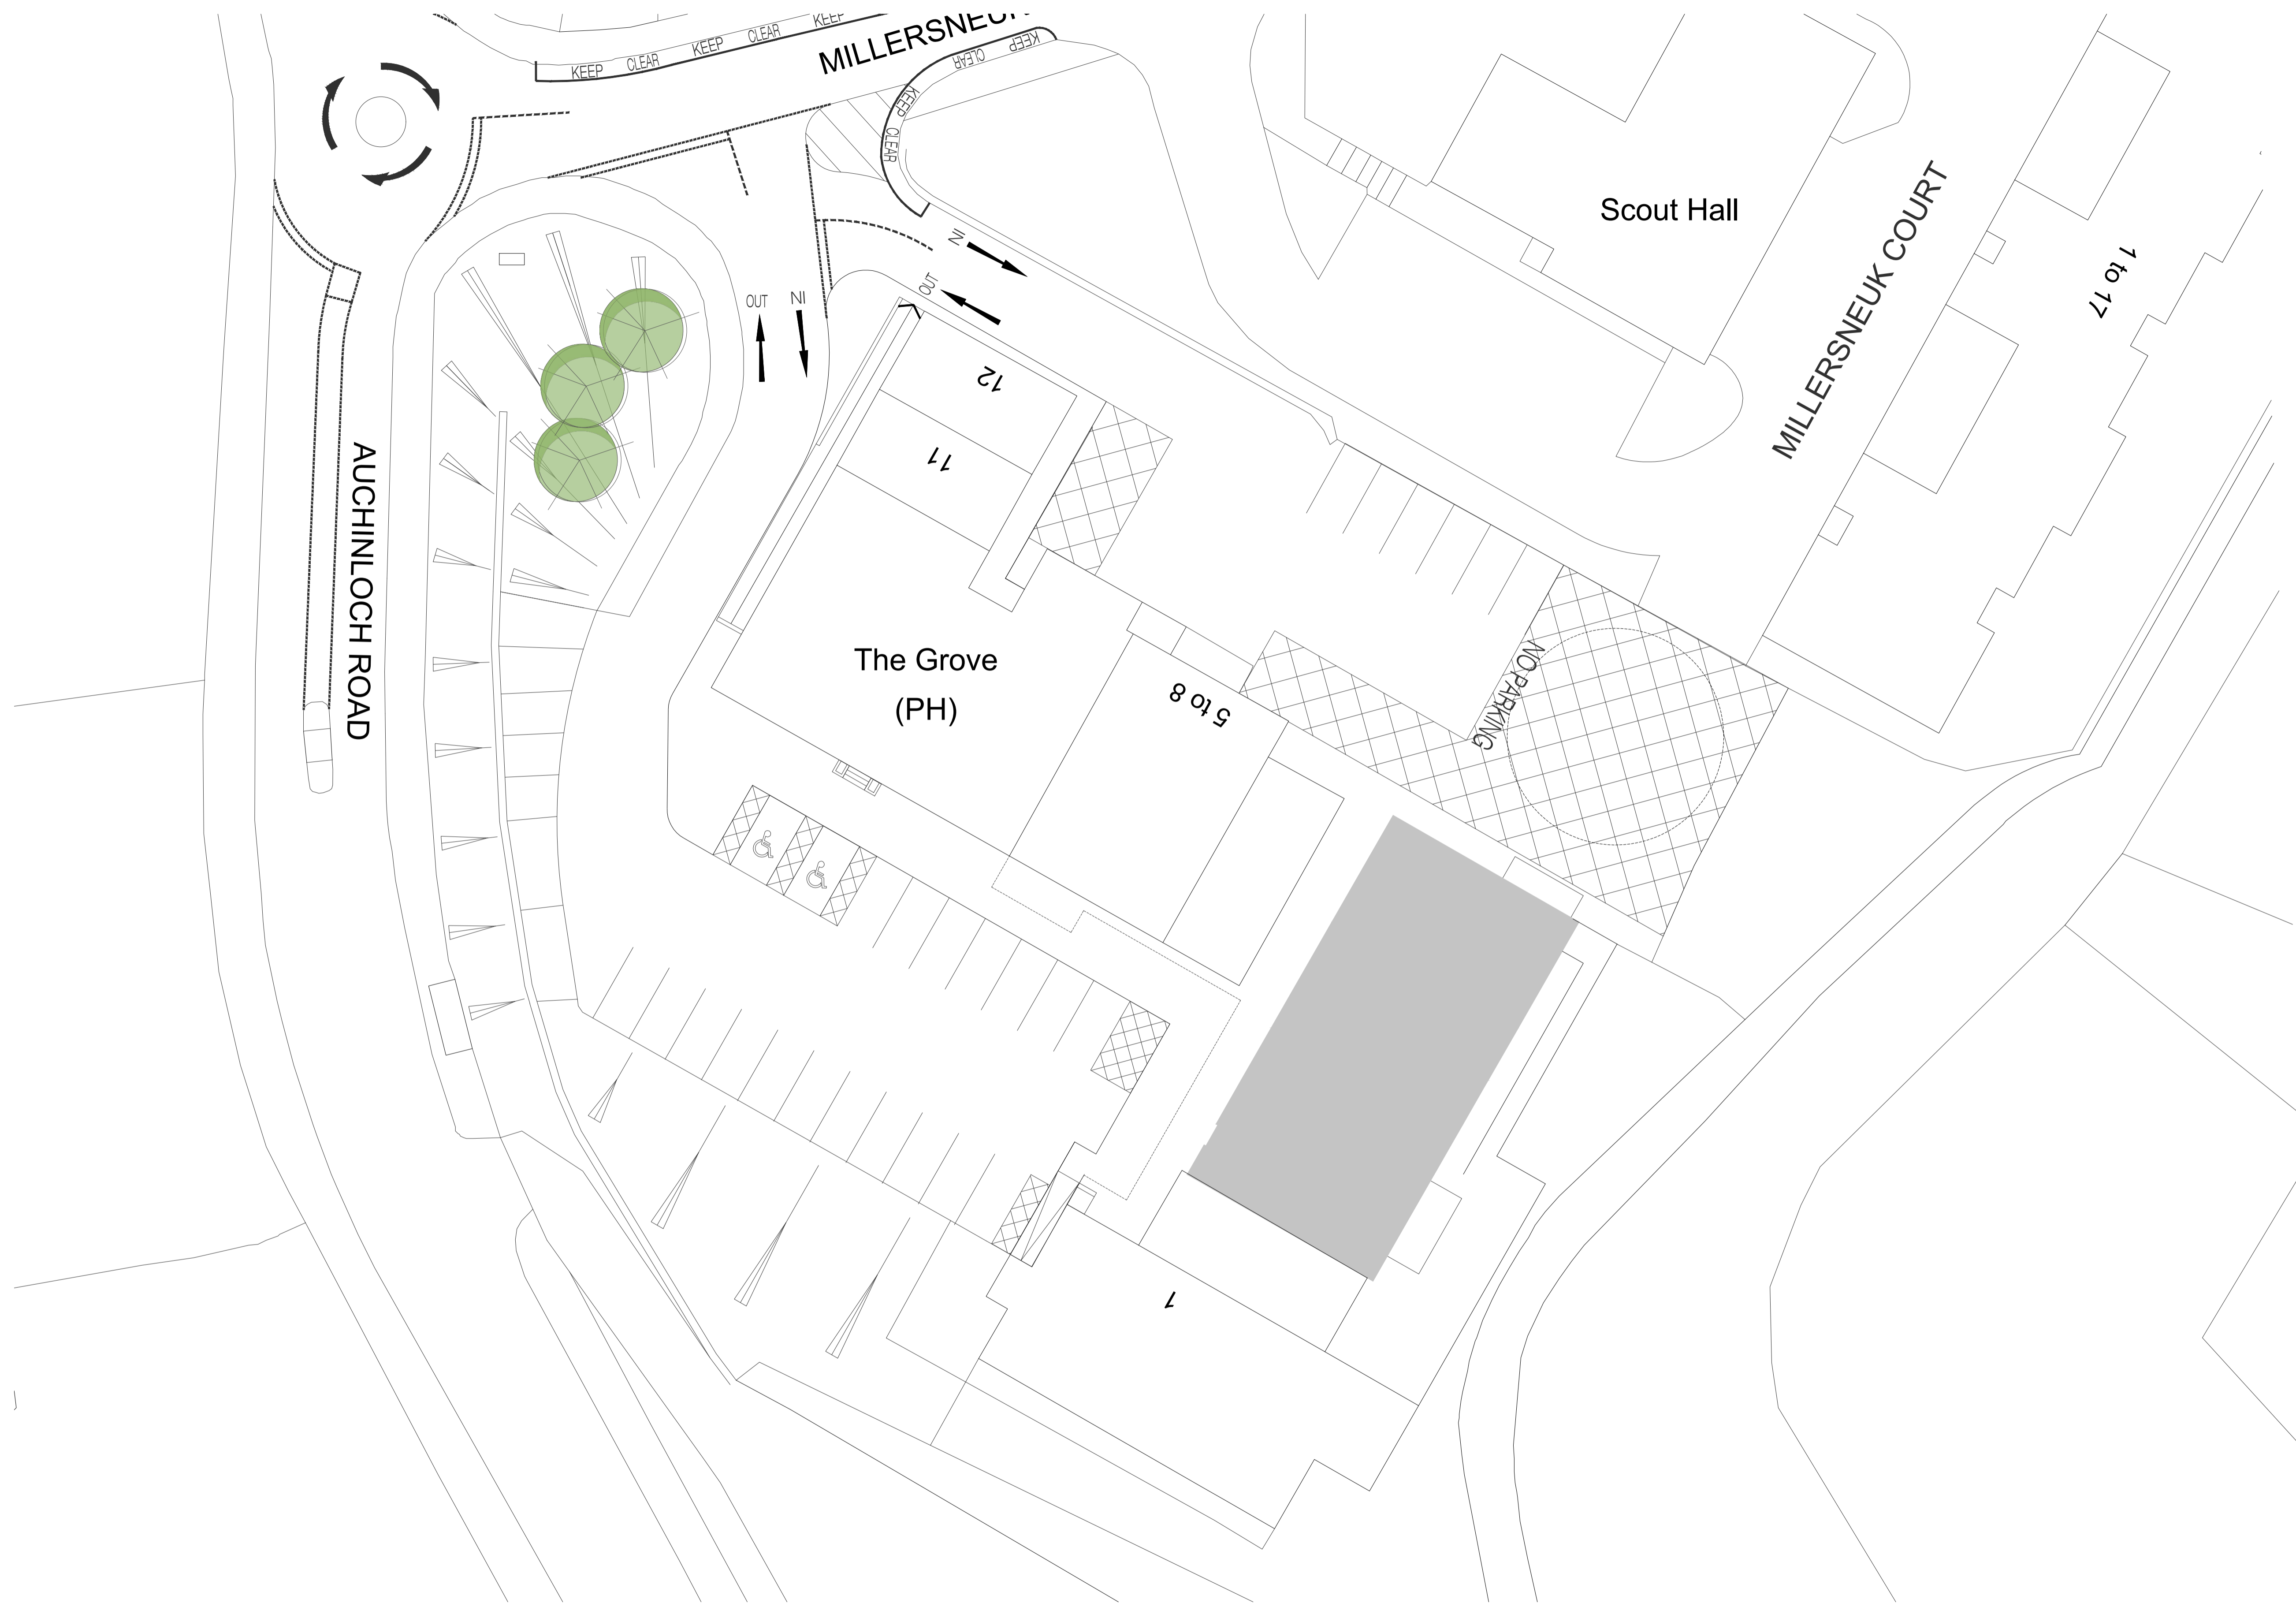 KEEP
CLEAR
KEEP
CLEAR
KEEP
MILLERSNEUK
KEEP
CLEAR
KEEP
CLEAR
Scout Hall
MILLERSNEUK COURT
1 to 17
IN
OUT
OUT
IN
12
11
AUCHINLOCH ROAD
The Grove
(PH)
5 to 8
NO PARKING
1